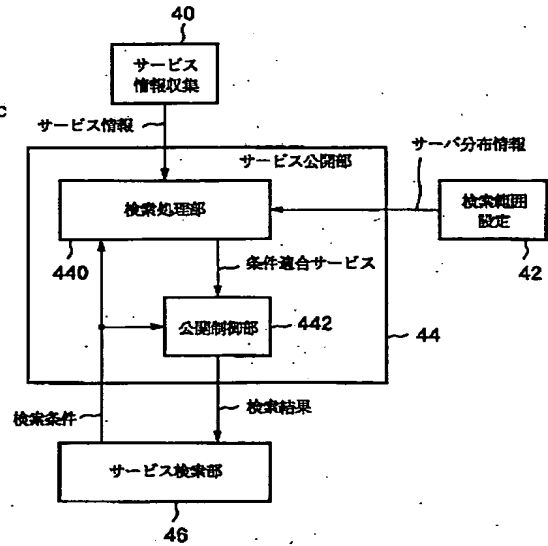 40
サービス
情報収集
c
サービス情報
サービス公開部
サーバ分布情報
検索処理部
検索範囲
設定
440
条件適合サービス
42
公開制御部
442
44
検索条件
検索結果
サービス検索部
46